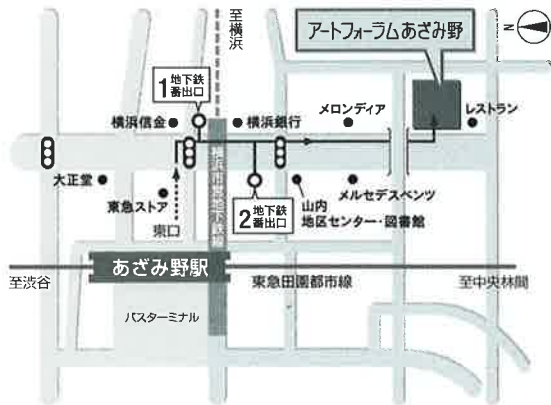 至横浜
アートフォーラムあざみ野
N
1 地下鉄
番出口
横浜信金
横浜銀行
メロンディア
レストラン
大正堂
東急ストア
東口
横浜市営地下鉄線
2 地下鉄
番出口
山内
地区センター・図書館
メルセデスベンツ
あざみ野駅
至渋谷
東急田園都市線
至中央林間
バスターミナル